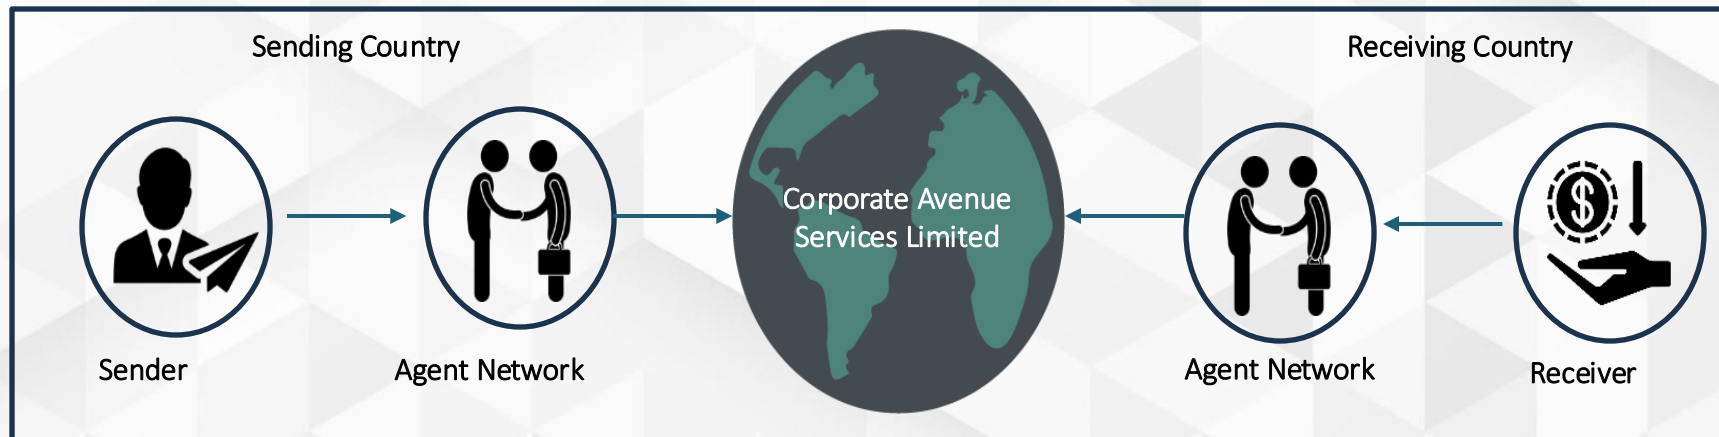 Sending Country
Receiving Country
Corporate Avenue
Services Limited
Sender
Agent Network
Agent Network
Receiver